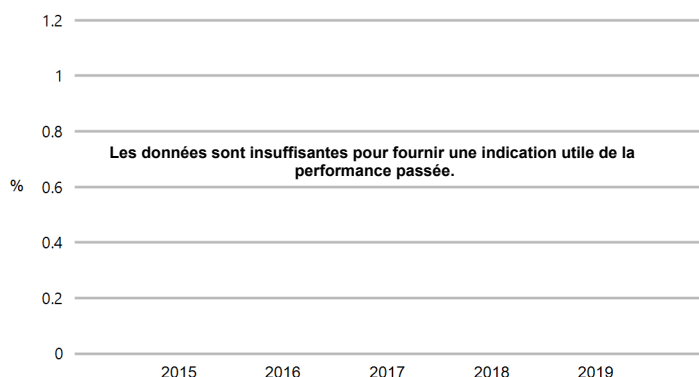 1.2
1
0.8
Les données sont insuffisantes pour fournir une indication utile de la
performance passée.
%
0.6
0.4
0.2
0
2015 2016 2017 2018 2019